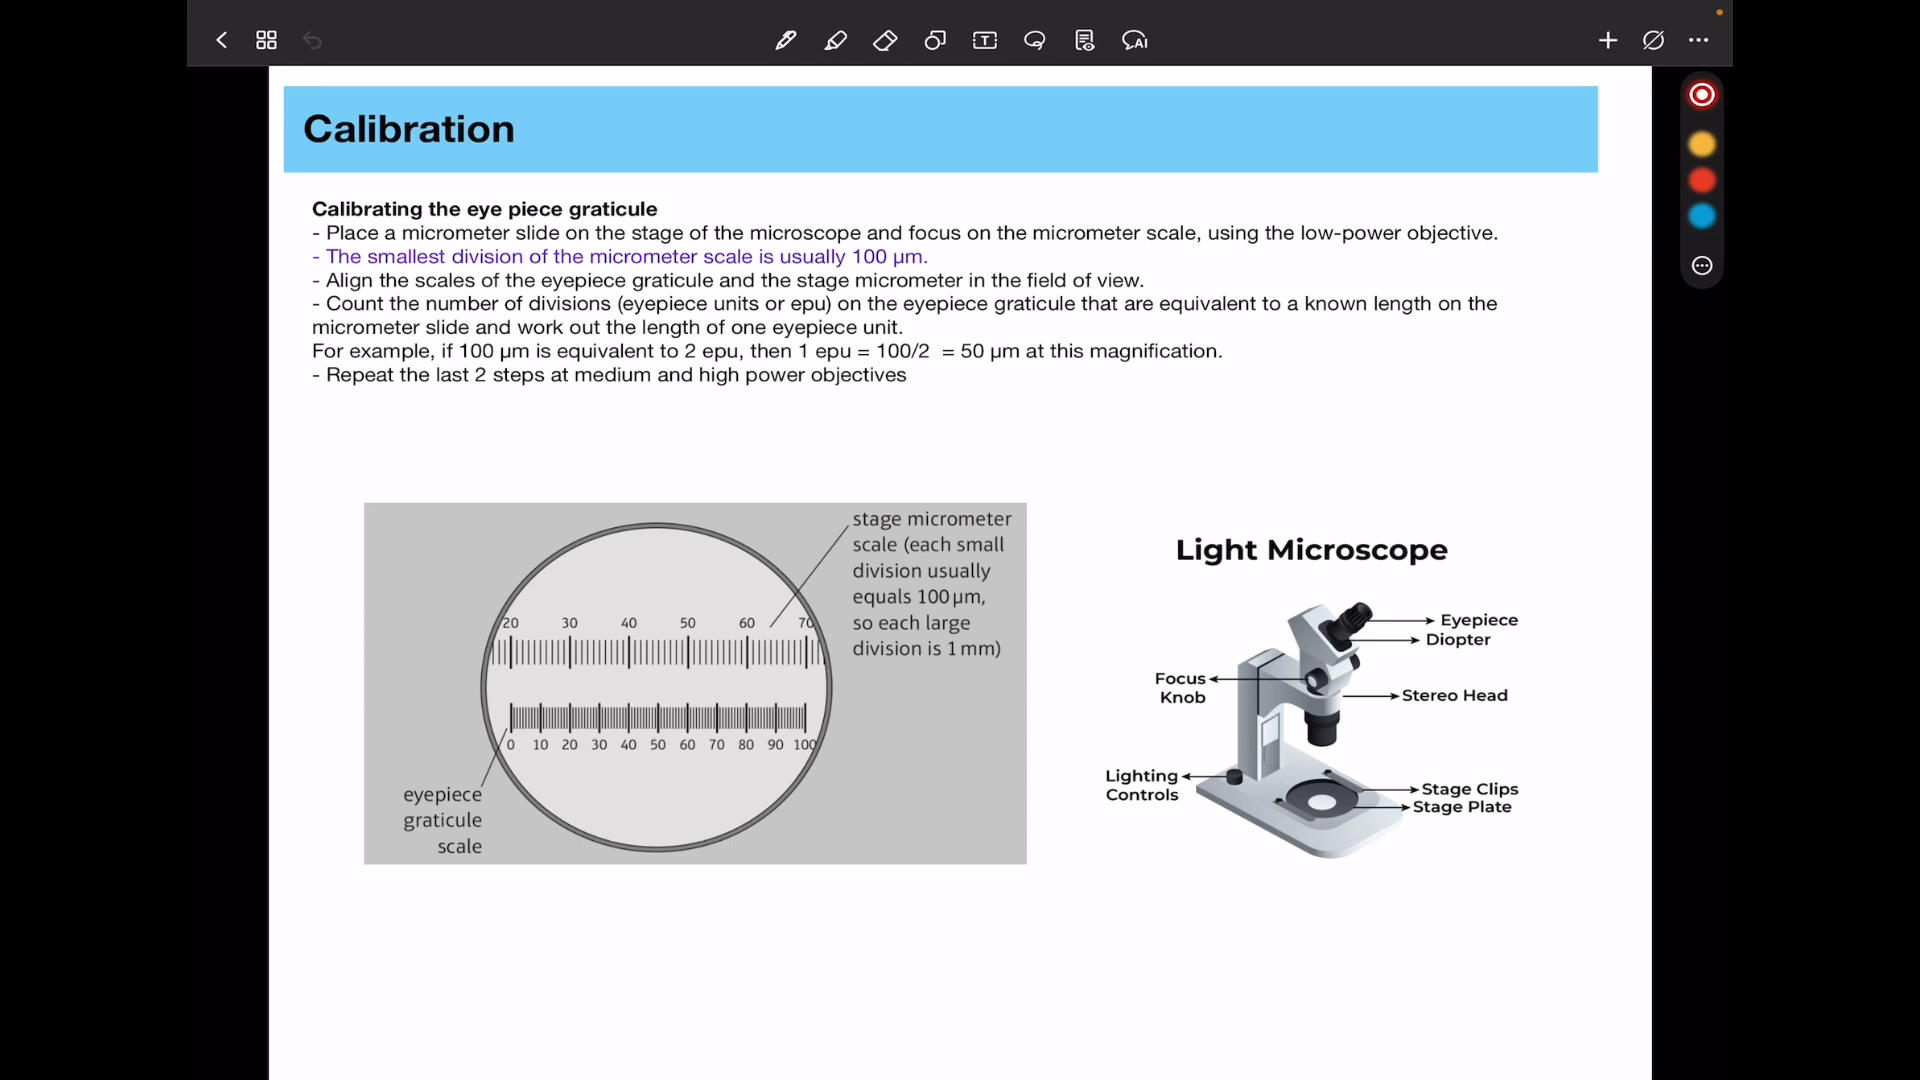 AI
Calibration
Calibrating the eye piece graticule
- Place a micrometer slide on the stage of the microscope and focus on the micrometer scale, using the low-power objective.
- The smallest division of the micrometer scale is usually 100 µm.
- Align the scales of the eyepiece graticule and the stage micrometer in the field of view.
- Count the number of divisions (eyepiece units or epu) on the eyepiece graticule that are equivalent to a known length on the
micrometer slide and work out the length of one eyepiece unit.
For example, if 100 µm is equivalent to 2 epu, then 1 epu = 100/2 = 50 µm at this magnification.
- Repeat the last 2 steps at medium and high power objectives
stage micrometer
scale (each small
division usually
equals 100 µm,
so each large
division is 1 mm)
20 30 40 50 60 70
0 10 20 30 40 50 60 70 80 90 100
eyepiece
graticule
scale
Light Microscope
Eyepiece
Diopter
Focus
Knob
Stereo Head
Lighting
Controls
Stage Clips
Stage Plate